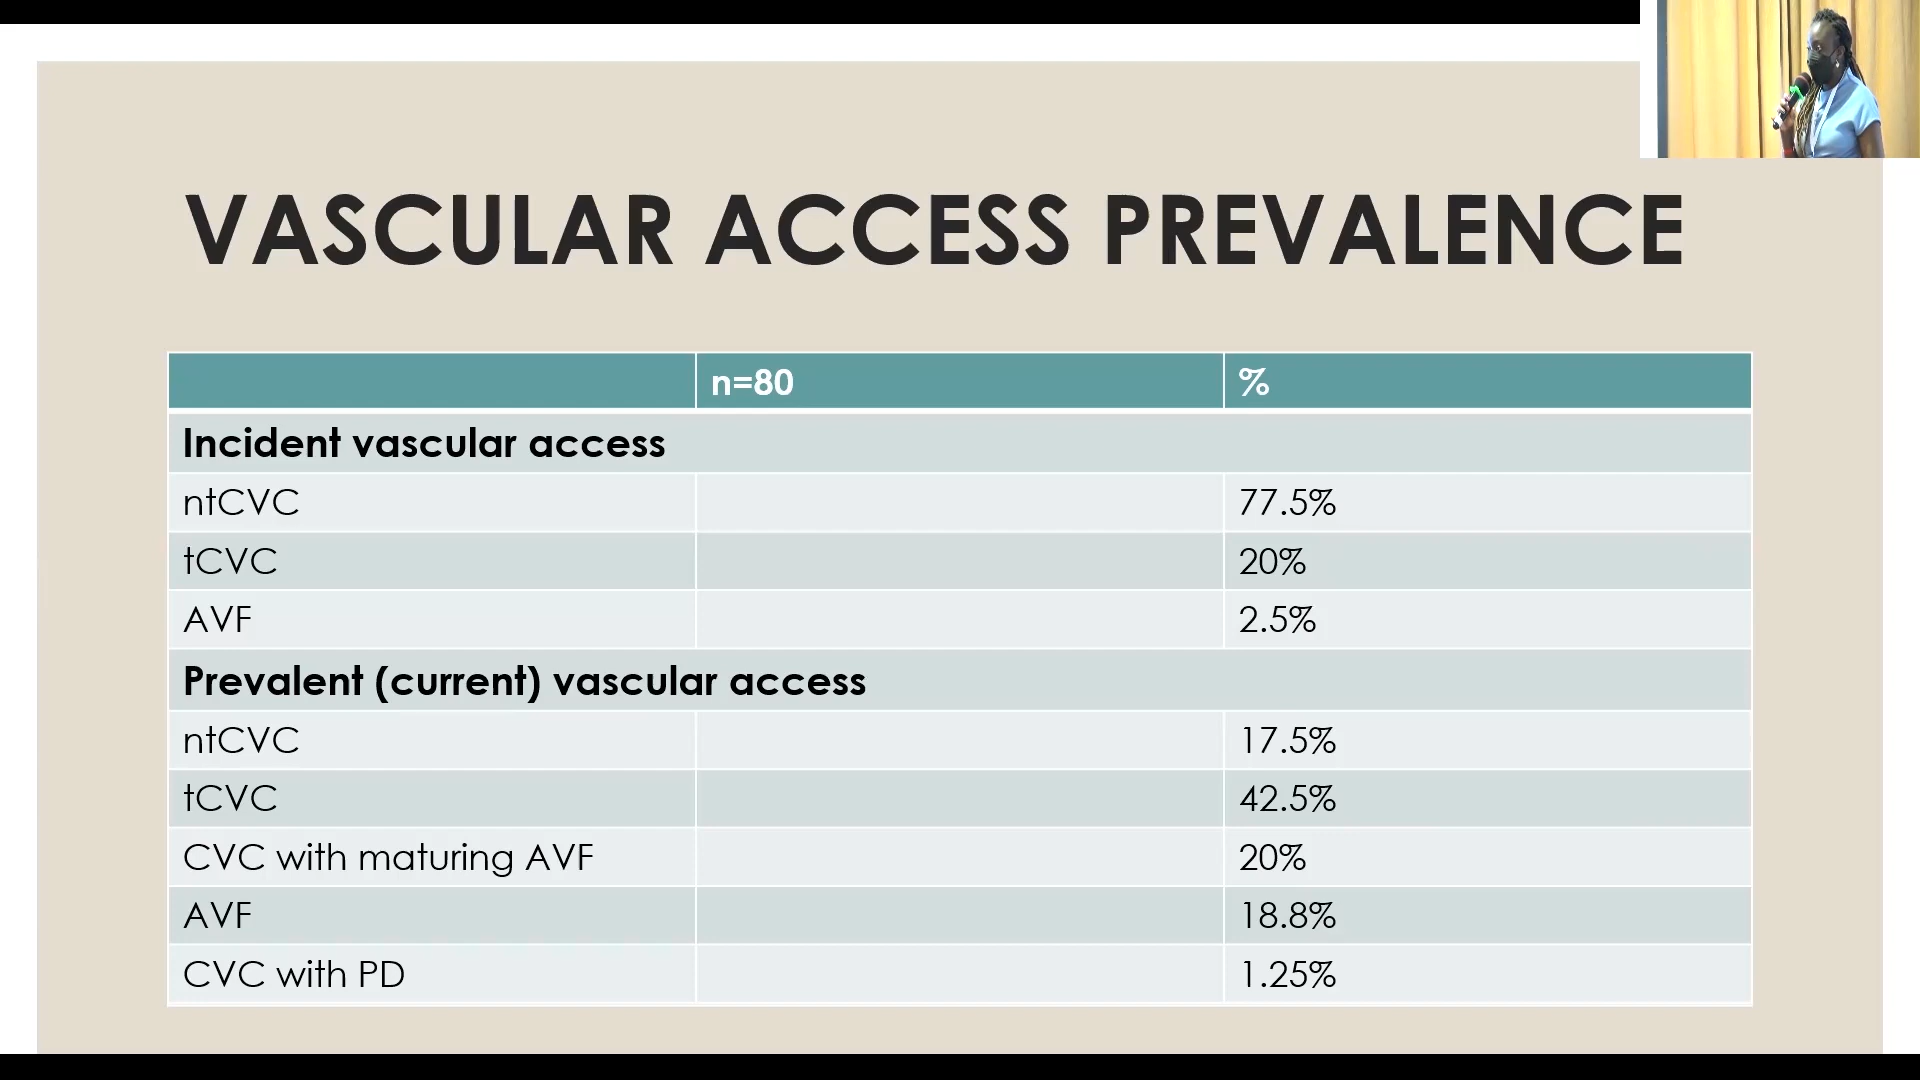 VASCULAR ACCESS PREVALENCE
n=80 %
Incident vascular access
ntCVC 77.5%
tCVC 20%
AVF 2.5%
Prevalent (current) vascular access
ntCVC 17.5%
tCVC 42.5%
CVC with maturing AVF 20%
AVF 18.8%
CVC with PD 1.25%